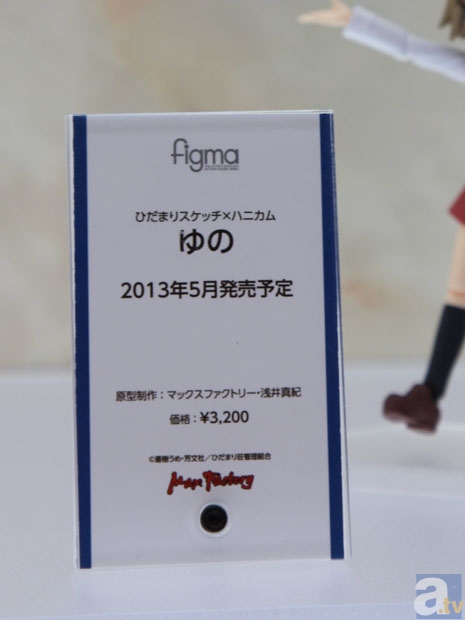 figma
ひだまりスケッチ×ハニカム
ゆの
2013年5月発売予定
原型制作：マックスファクトリー・浅井真紀
価格：¥3,200
©蒼樹うめ・芳文社／ひだまり荘管理組合
Max Factory
a.tv